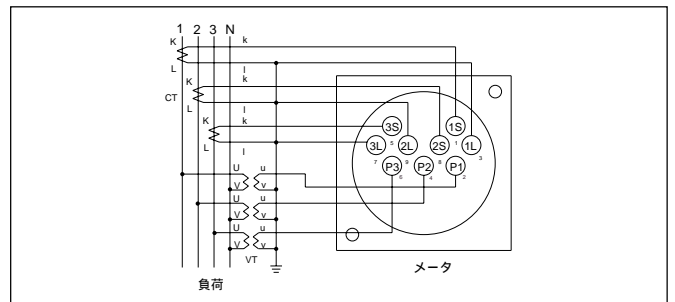 1 2 3 N
K k
L l
K k
CT
L l
K k
L l
3S 1S
5 1
3L 2L 2S 1L
7 9 8 3
P3 P2 P1
6 4 2
U u
V v
U u
V v
U u
V v
VT
負荷
メータ